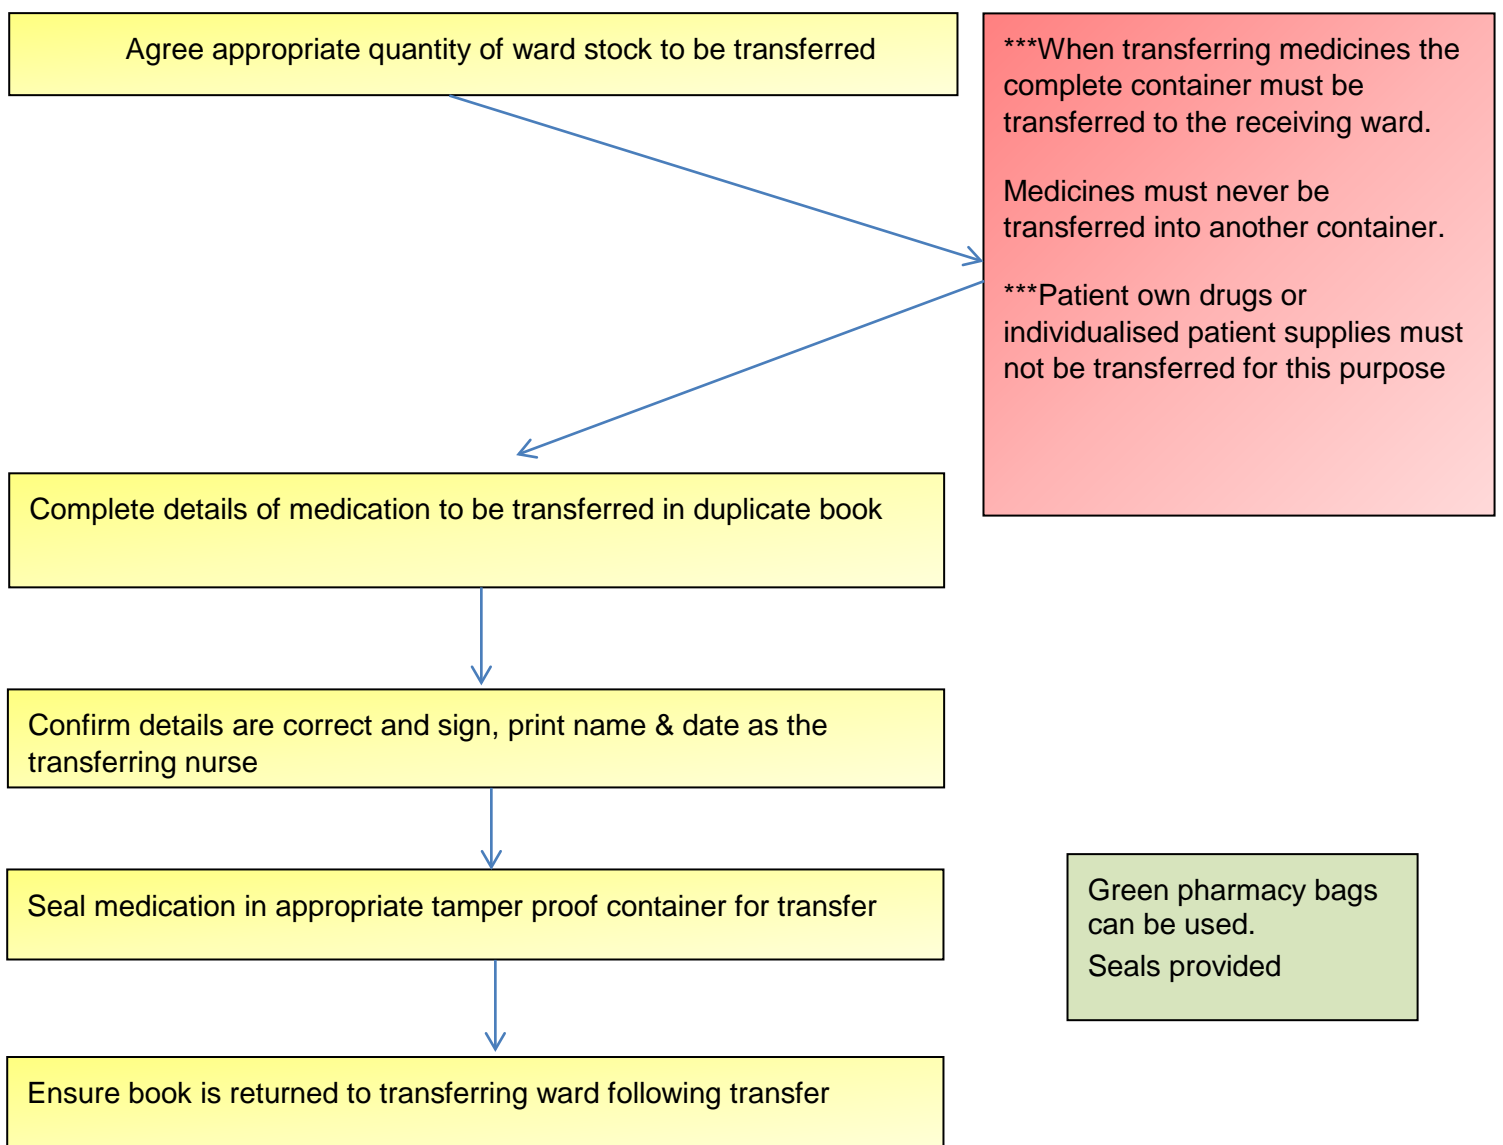 Agree appropriate quantity of ward stock to be transferred
***When transferring medicines the
complete container must be
transferred to the receiving ward.
Medicines must never be
transferred into another container.
***Patient own drugs or
individualised patient supplies must
not be transferred for this purpose
Complete details of medication to be transferred in duplicate book
Confirm details are correct and sign, print name & date as the
transferring nurse
Seal medication in appropriate tamper proof container for transfer
Green pharmacy bags
can be used.
Seals provided
Ensure book is returned to transferring ward following transfer